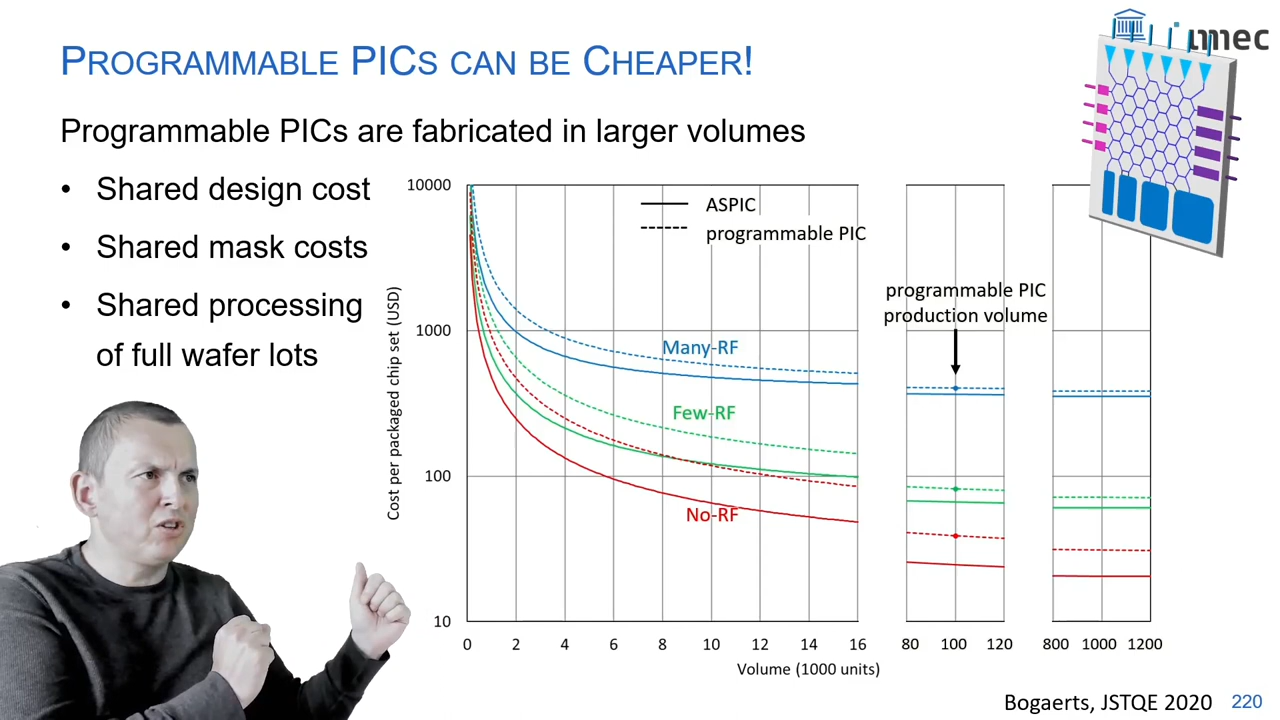 PROGRAMMABLE PICS CAN BE CHEAPER!
imec
Programmable PICs are fabricated in larger volumes
• Shared design cost
• Shared mask costs
• Shared processing
of full wafer lots
Cost per packaged chip set (USD)
10000
1000
100
10
ASPIC
programmable PIC
Many-RF
Few-RF
No-RF
programmable PIC
production volume
0 2 4 6 8 10 12 14 16 80 100 120 800 1000 1200
Volume (1000 units)
Bogaerts, JSTQE 2020 220